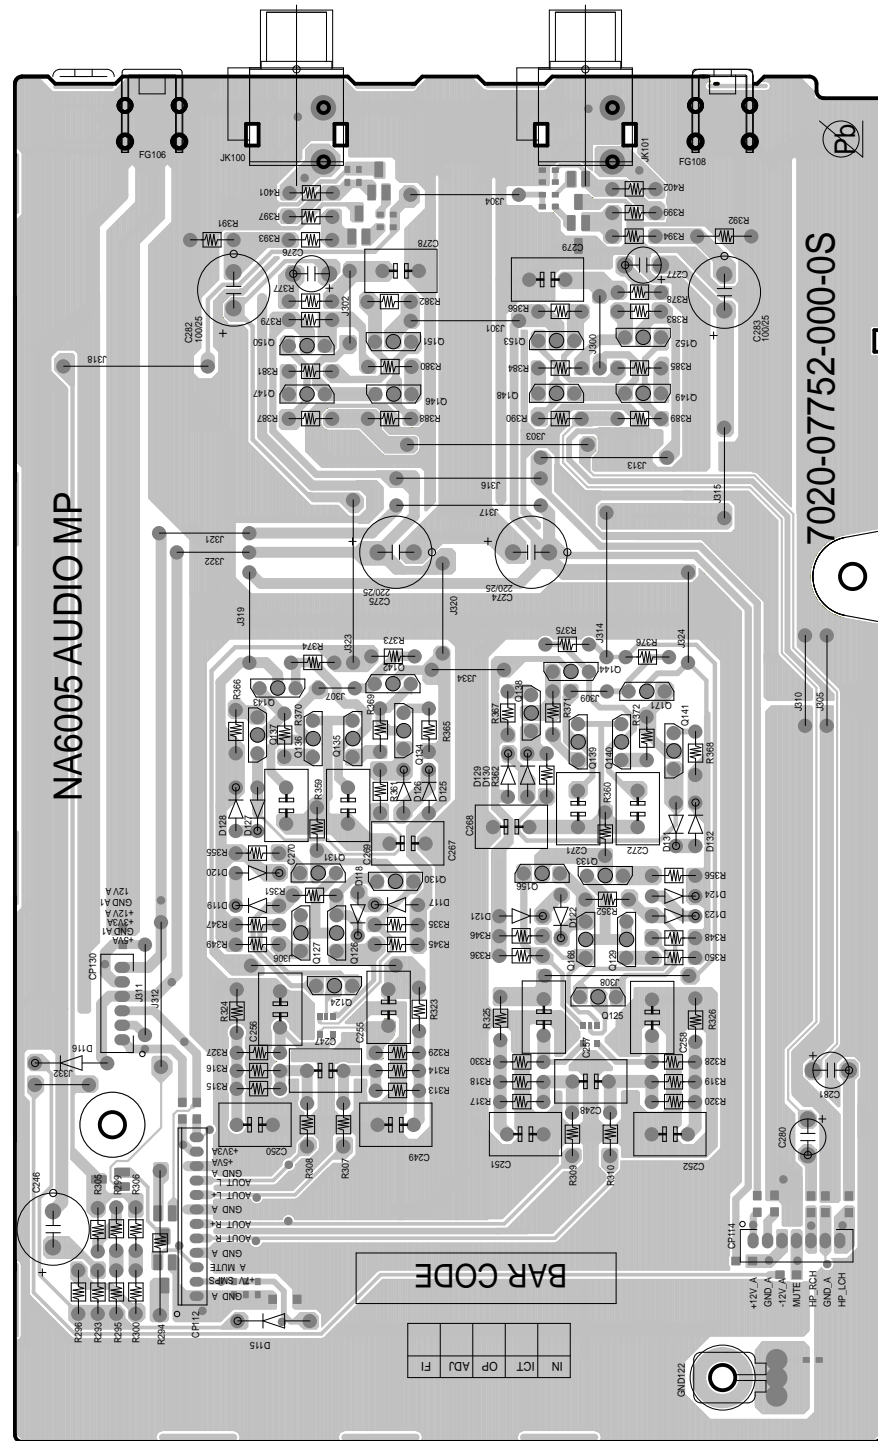 FG106
JK100
JK101
FG108
Pb
R401
R402
J304
R397
R399
R391
R392
R393
R394
C276
C278
C279
C277
R377
R378
J302
R382
R386
R383
C282
100/25
C283
100/25
R379
J301
J300
Q150
Q151
Q153
Q152
J318
R381
R380
R384
R385
Q147
Q146
Q148
Q149
R387
R388
R390
R389
J303
J313
J316
J315
J317
7020-07752-000-0S
NA6005 AUDIO MP
J321
J322
C275
220/25
C274
220/25
J319
J323
J320
J314
J324
R374
R373
R375
R376
Q142
Q144
J334
J310
J305
R366
Q143
J307
Q138
J309
Q171
Q137
R370
Q136
Q135
R369
Q134
R365
R367
R371
Q139
Q140
R372
Q141
R368
D128
D127
R359
R361
D126
D125
D129
D130
R362
R360
D131
D132
C270
C269
C267
C268
C271
C272
R355
Q131
D118
Q133
R356
D120
R351
Q130
Q156
D124
D119
D117
D121
D122
R352
D123
R347
R335
R346
R348
R349
Q127
Q126
R345
R336
Q168
Q129
R350
12V A
GND A1
+12V A
+3V3A
GND A1
+5VA
CP130
J311
J312
J306
Q124
J308
Q125
R324
C256
C247
C255
R323
R325
C257
C258
R326
D116
J332
R327
R329
R330
R328
R316
R314
R318
R319
R315
R313
R317
R320
C248
C281
C280
C250
R308
R307
C249
C251
R309
R310
C252
C246
R305
R299
R306
+3V3A
+5VA
GND A
AOUT L
AOUT L+
GND A
AOUT R+
AOUT R
GND A
A MUTE
+7V SMPS
GND A
CP112
CP114
+12V_A
GND_A
-12V_A
MUTE
HP_RCH
GND_A
HP_LCH
R296
R293
R295
R300
R294
D115
BAR CODE
IN ICT OP ADJ FI
GND122